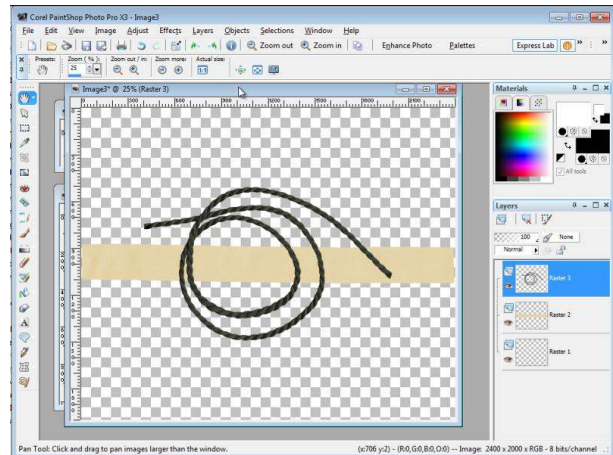 Corel PaintShop Photo Pro X3 - Image3
File Edit View Image Adjust Effects Layers Objects Selections Window Help
Zoom out Zoom in Enhance Photo Palettes Express Lab
Presets: Zoom ( % ): Zoom out / in: Zoom more: Actual size:
25
Image3* @ 25% (Raster 3)
Materials
All tools
Layers
100 None
Normal
Raster 3
Raster 2
Raster 1
Pan Tool: Click and drag to pan images larger than the window.
(x:706 y:2) - (R:0,G:0,B:0,O:0) -- Image: 2400 x 2000 x RGB - 8 bits/channel